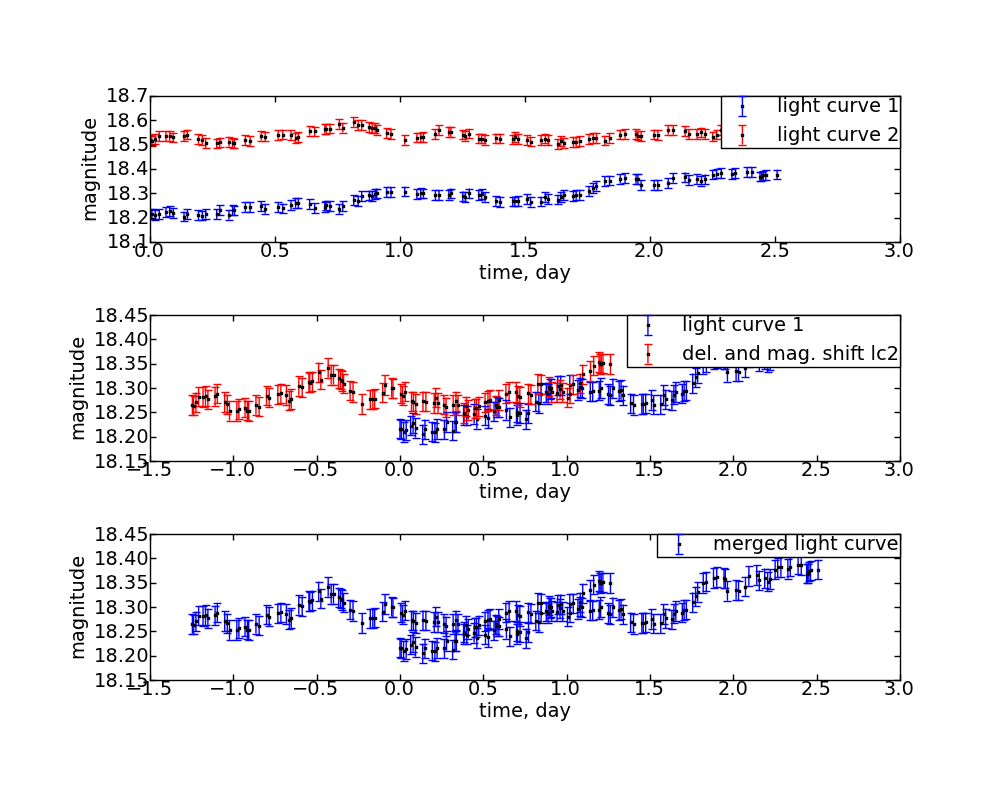 18.7
18.6
18.5
18.4
18.3
18.2
18.1
magnitude
light curve 1
light curve 2
0.0 0.5 1.0 1.5 2.0 2.5 3.0
time, day
18.45
18.40
18.35
18.30
18.25
18.20
18.15
magnitude
light curve 1
del. and mag. shift lc2
−1.5 −1.0 −0.5 0.0 0.5 1.0 1.5 2.0 2.5 3.0
time, day
18.45
18.40
18.35
18.30
18.25
18.20
18.15
magnitude
merged light curve
−1.5 −1.0 −0.5 0.0 0.5 1.0 1.5 2.0 2.5 3.0
time, day